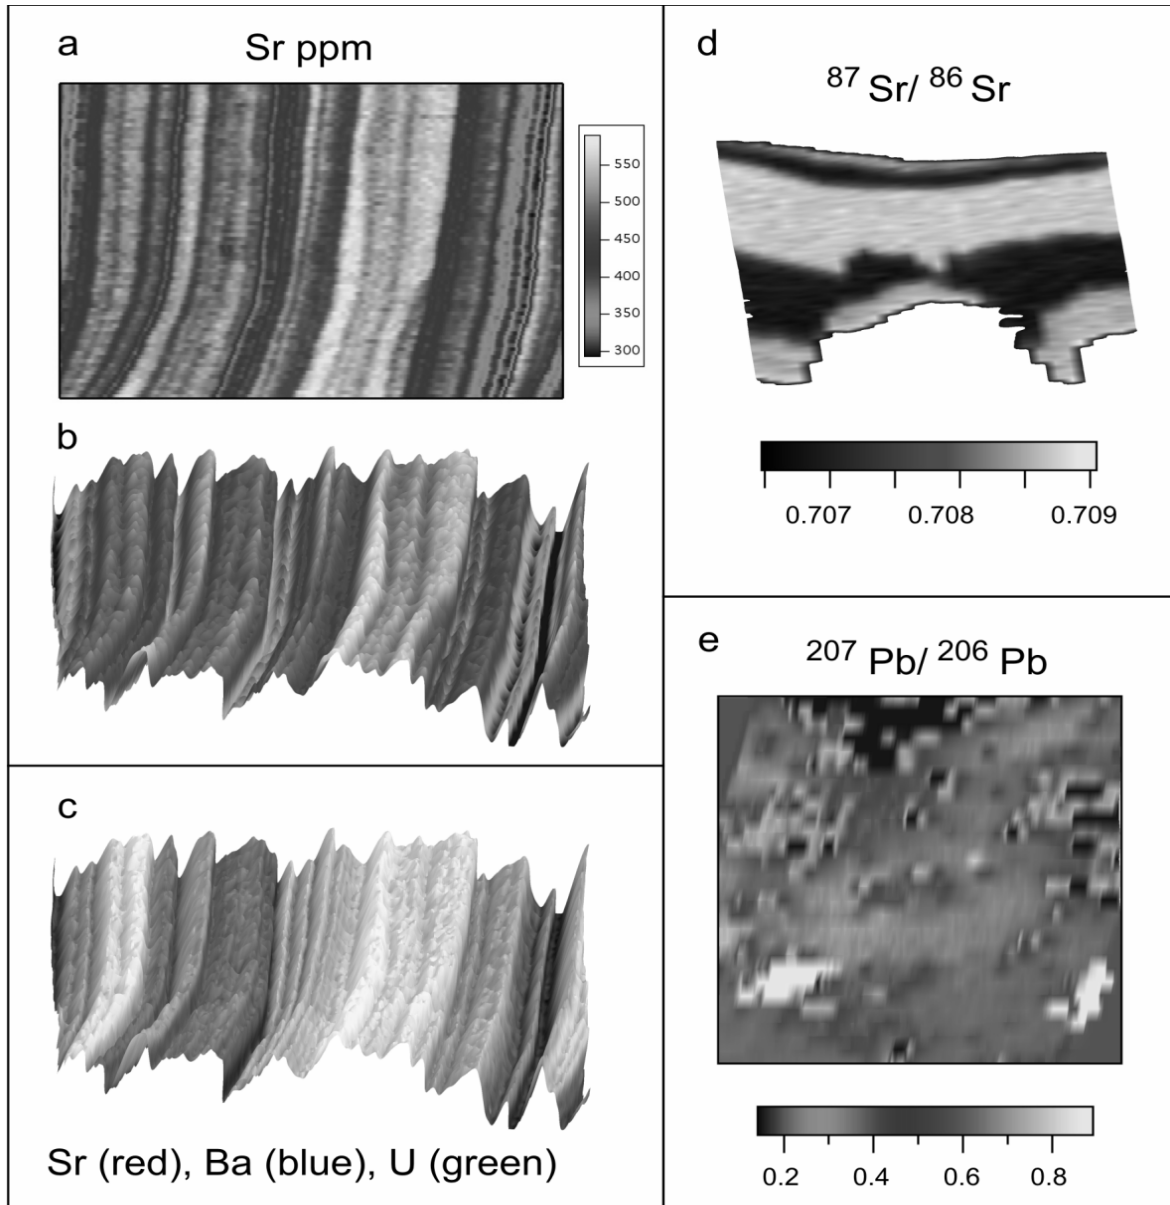 a
Sr ppm
550
500
450
400
350
300
b
c
Sr (red), Ba (blue), U (green)
d
87 Sr/ 86 Sr
0.707 0.708 0.709
e
207 Pb/ 206 Pb
0.2 0.4 0.6 0.8